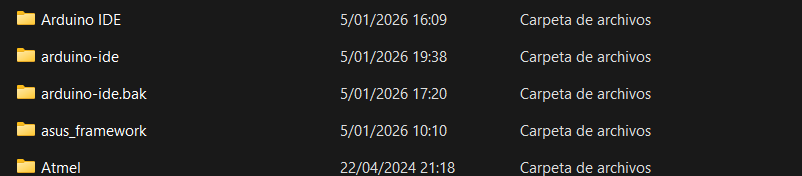 Arduino IDE 5/01/2026 16:09 Carpeta de archivos
arduino-ide 5/01/2026 19:38 Carpeta de archivos
arduino-ide.bak 5/01/2026 17:20 Carpeta de archivos
asus_framework 5/01/2026 10:10 Carpeta de archivos
Atmel 22/04/2024 21:18 Carpeta de archivos